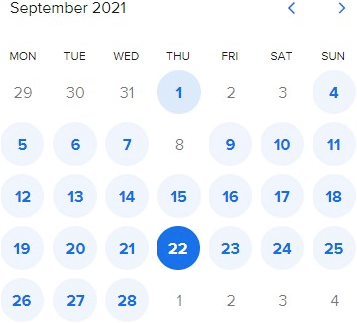 September 2021
MON TUE WED THU FRI SAT SUN
29 30 31 1 2 3 4
5 6 7 8 9 10 11
12 13 14 15 16 17 18
19 20 21 22 23 24 25
26 27 28 1 2 3 4